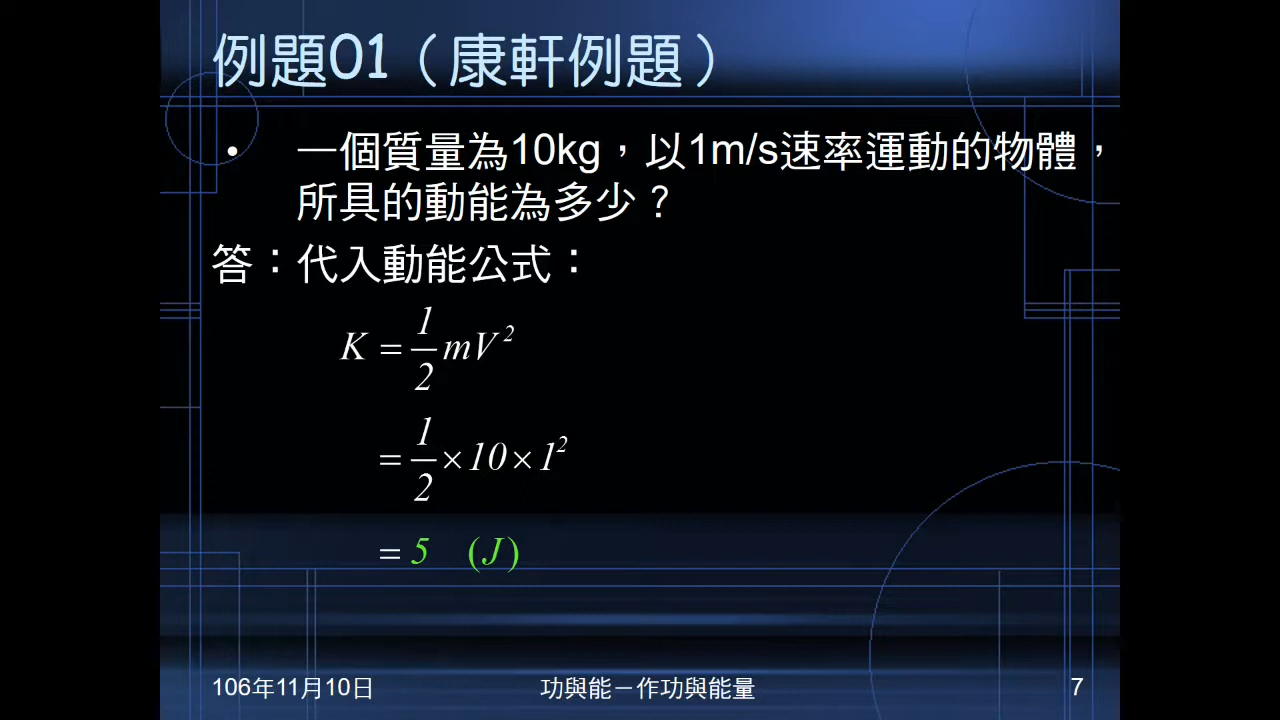 例題01（康軒例題）
• 一個質量為10kg，以1m/s速率運動的物體，
所具的動能為多少？
答：代入動能公式：
K = 1/2 mV²
= 1/2 × 10 × 1²
= 5 (J)
106年11月10日 功與能－作功與能量 7